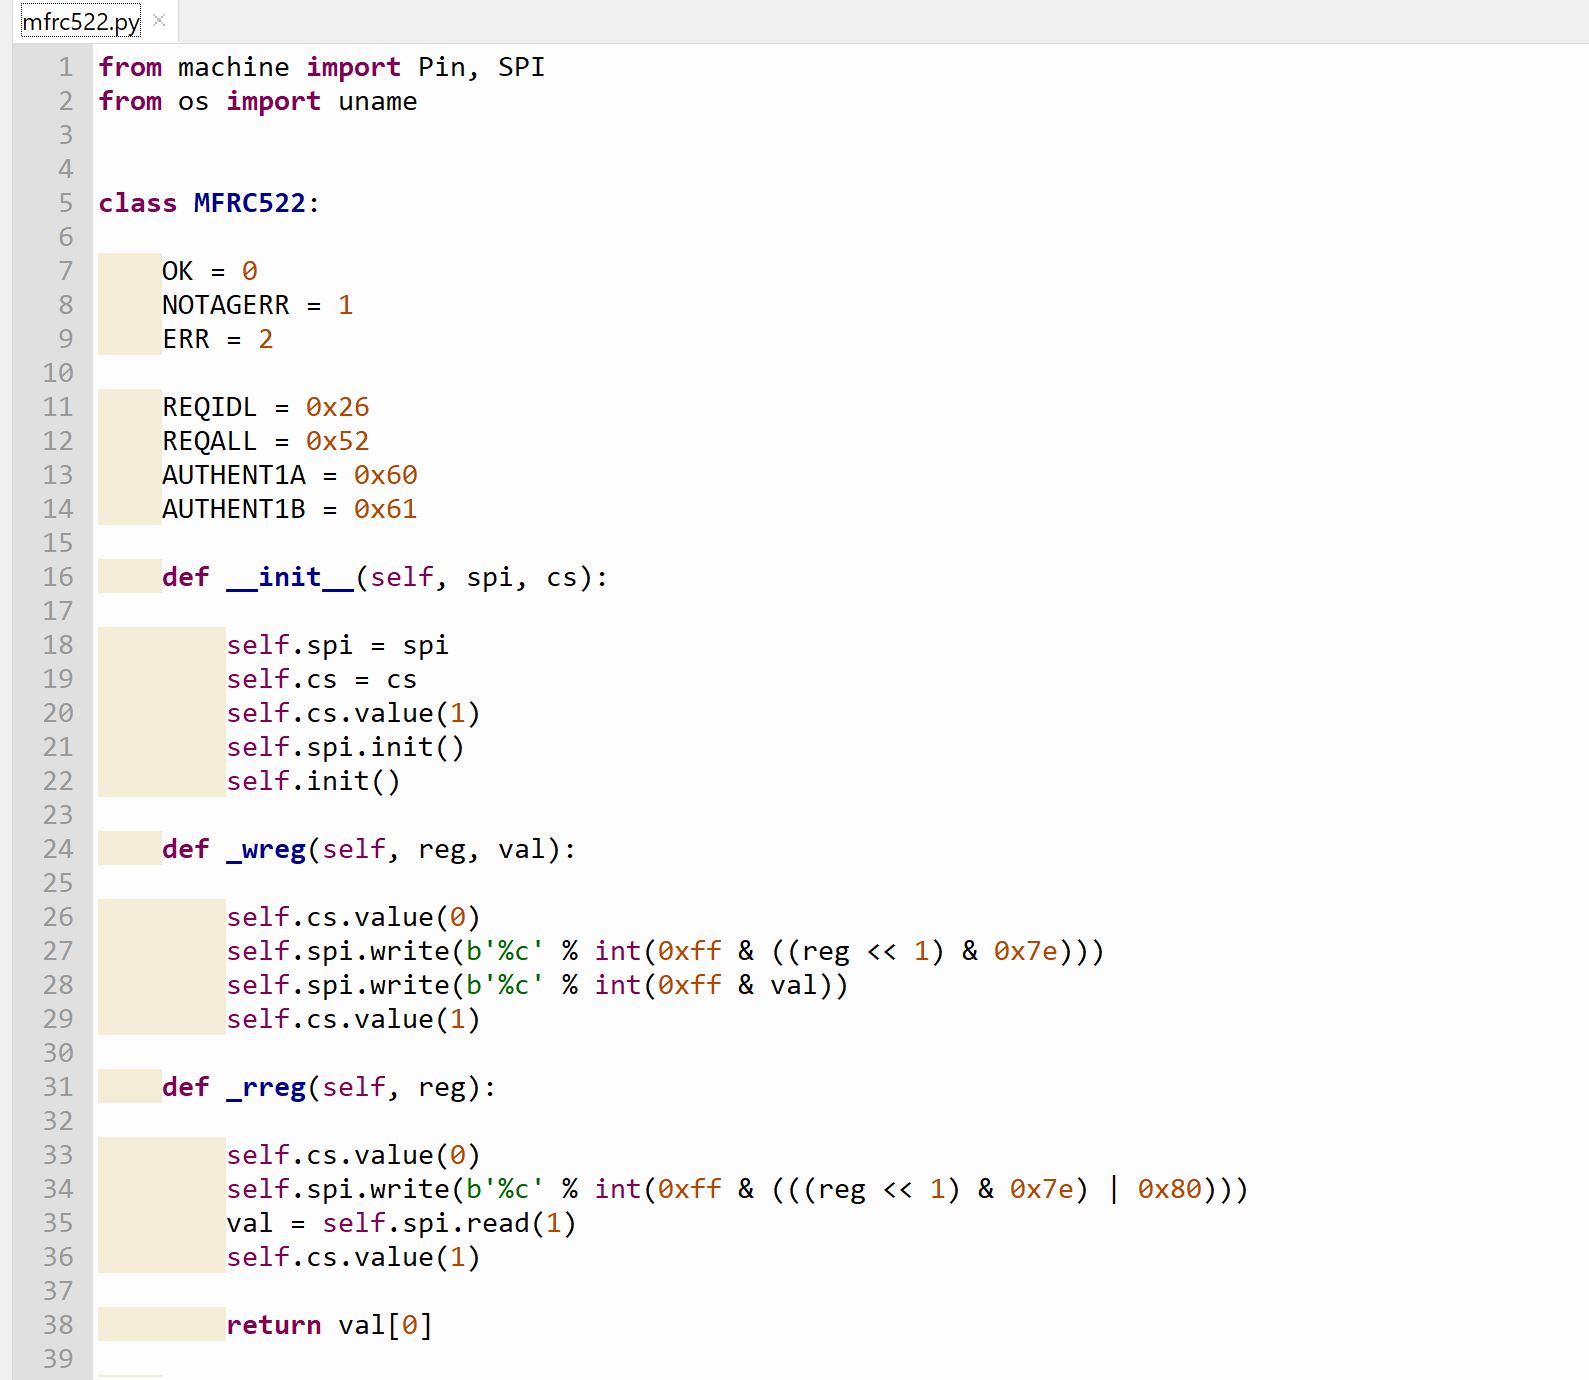 mfrc522.py ×
1 from machine import Pin, SPI
2 from os import uname
3
4
5 class MFRC522:
6
7     OK = 0
8     NOTAGERR = 1
9     ERR = 2
10
11     REQIDL = 0x26
12     REQALL = 0x52
13     AUTHENT1A = 0x60
14     AUTHENT1B = 0x61
15
16     def __init__(self, spi, cs):
17
18         self.spi = spi
19         self.cs = cs
20         self.cs.value(1)
21         self.spi.init()
22         self.init()
23
24     def _wreg(self, reg, val):
25
26         self.cs.value(0)
27         self.spi.write(b'%c' % int(0xff & ((reg << 1) & 0x7e)))
28         self.spi.write(b'%c' % int(0xff & val))
29         self.cs.value(1)
30
31     def _rreg(self, reg):
32
33         self.cs.value(0)
34         self.spi.write(b'%c' % int(0xff & (((reg << 1) & 0x7e) | 0x80)))
35         val = self.spi.read(1)
36         self.cs.value(1)
37
38         return val[0]
39